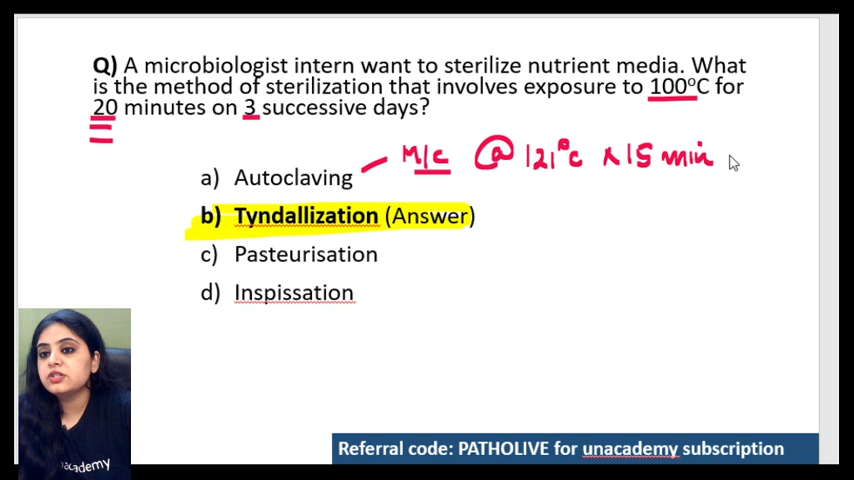 Q) A microbiologist intern want to sterilize nutrient media. What
is the method of sterilization that involves exposure to 100°C for
20 minutes on 3 successive days?
M/C @ 121°C x 15 min
a) Autoclaving
b) Tyndallization (Answer)
c) Pasteurisation
d) Inspissation
unacademy
Referral code: PATHOLIVE for unacademy subscription